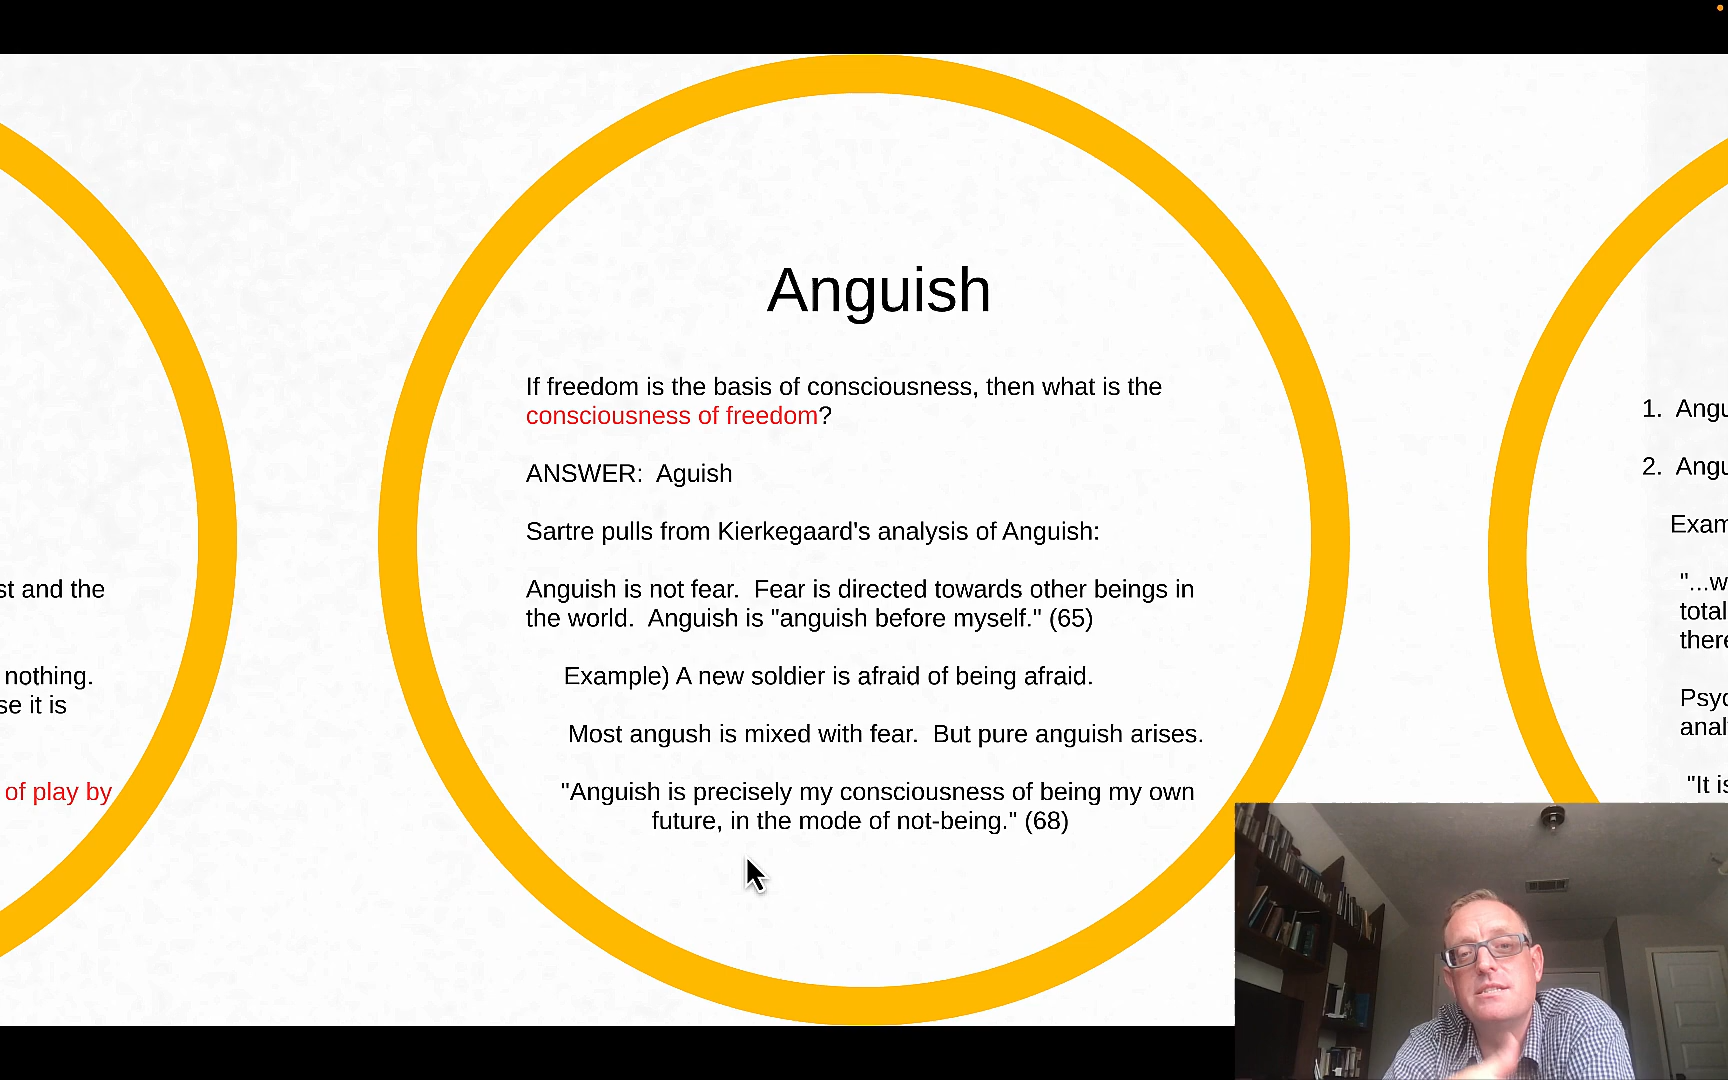 st and the
nothing.
se it is
of play by
Anguish
If freedom is the basis of consciousness, then what is the
consciousness of freedom?
ANSWER:  Aguish
Sartre pulls from Kierkegaard's analysis of Anguish:
Anguish is not fear.  Fear is directed towards other beings in
the world.  Anguish is "anguish before myself." (65)
Example) A new soldier is afraid of being afraid.
Most angush is mixed with fear.  But pure anguish arises.
"Anguish is precisely my consciousness of being my own
future, in the mode of not-being." (68)
1.  Angu
2.  Angu
Exam
"...w
total
there
Psyc
anal
"It is